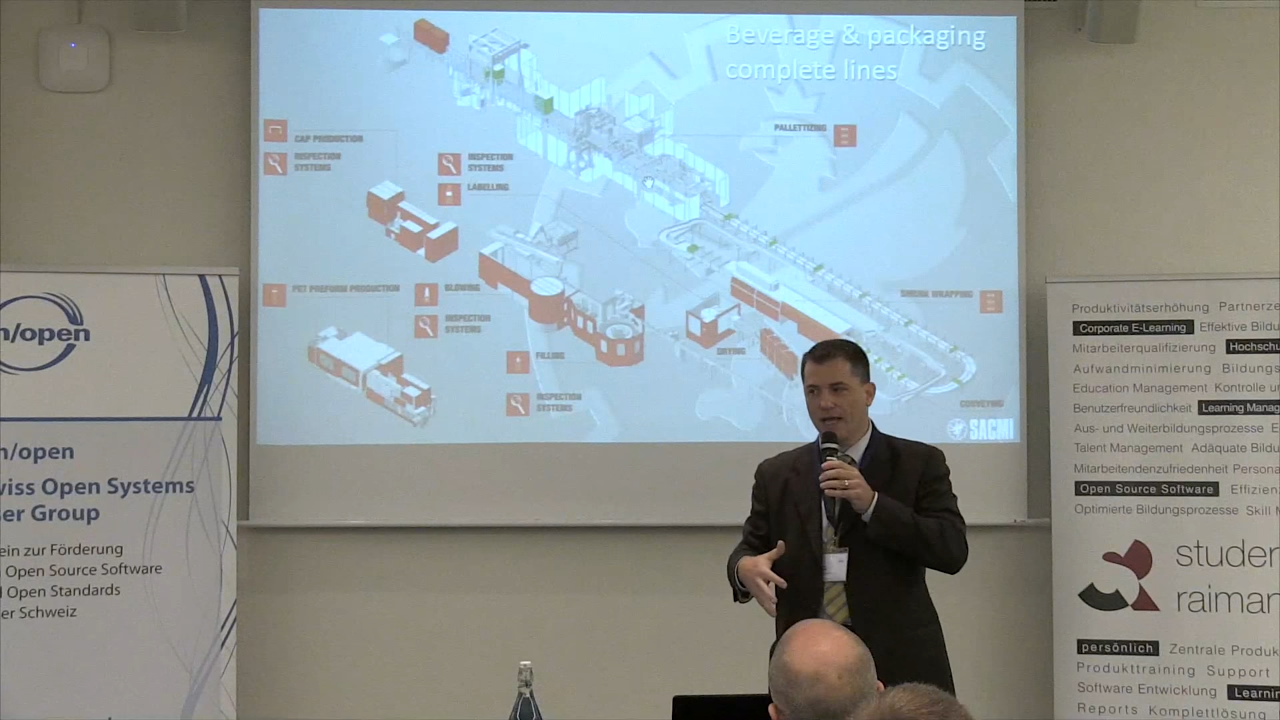 Beverage & packaging
complete lines
CAP PRODUCTION
INSPECTION
SYSTEMS
INSPECTION
SYSTEMS
LABELLING
PALLETIZING
PET PREFORM PRODUCTION
BLOWING
INSPECTION
SYSTEMS
FILLING
INSPECTION
SYSTEMS
DRYING
SHRINK WRAPPING
CONVEYING
SACMI
n/open
n/open
wiss Open Systems
ser Group
ein zur Förderung
Open Source Software
d Open Standards
er Schweiz
Produktivitätserhöhung Partnerze
Corporate E-Learning Effektive Bildu
Mitarbeiterqualifizierung Hochschu
Aufwandminimierung Bildungs
Education Management Kontrolle u
Benutzerfreundlichkeit Learning Manag
Aus- und Weiterbildungsprozesse E
Talent Management Adäquate Bildu
Mitarbeitendenzufriedenheit Persona
Open Source Software Effizien
Optimierte Bildungsprozesse Skill M
studer
raimar
persönlich Zentrale Produk
Produkttraining Support
Software Entwicklung Learnin
Reports Komplettlösung